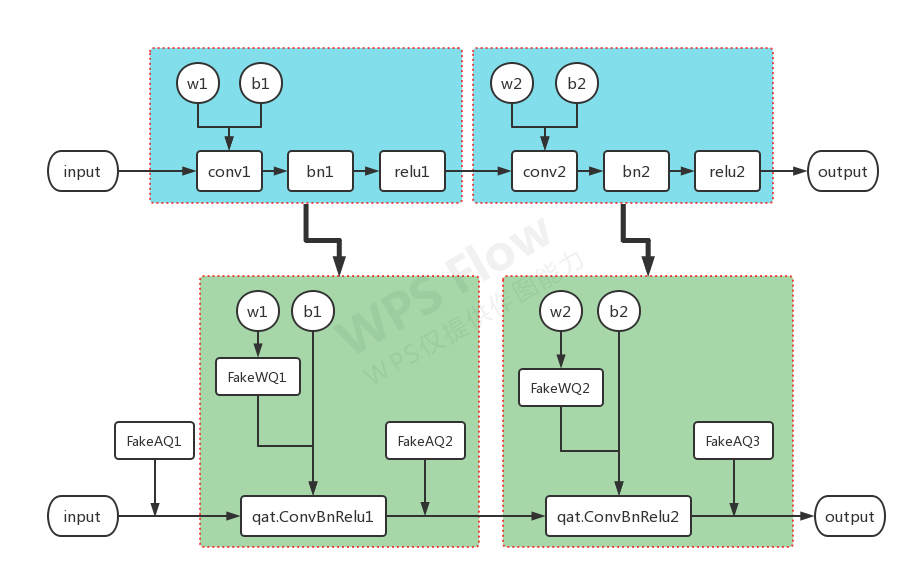 w1
b1
w2
b2
input
conv1
bn1
relu1
conv2
bn2
relu2
output
WPS Flow
WPS仅提供作图能力
w1
b1
w2
b2
FakeWQ1
FakeWQ2
FakeAQ1
FakeAQ2
FakeAQ3
input
qat.ConvBnRelu1
qat.ConvBnRelu2
output